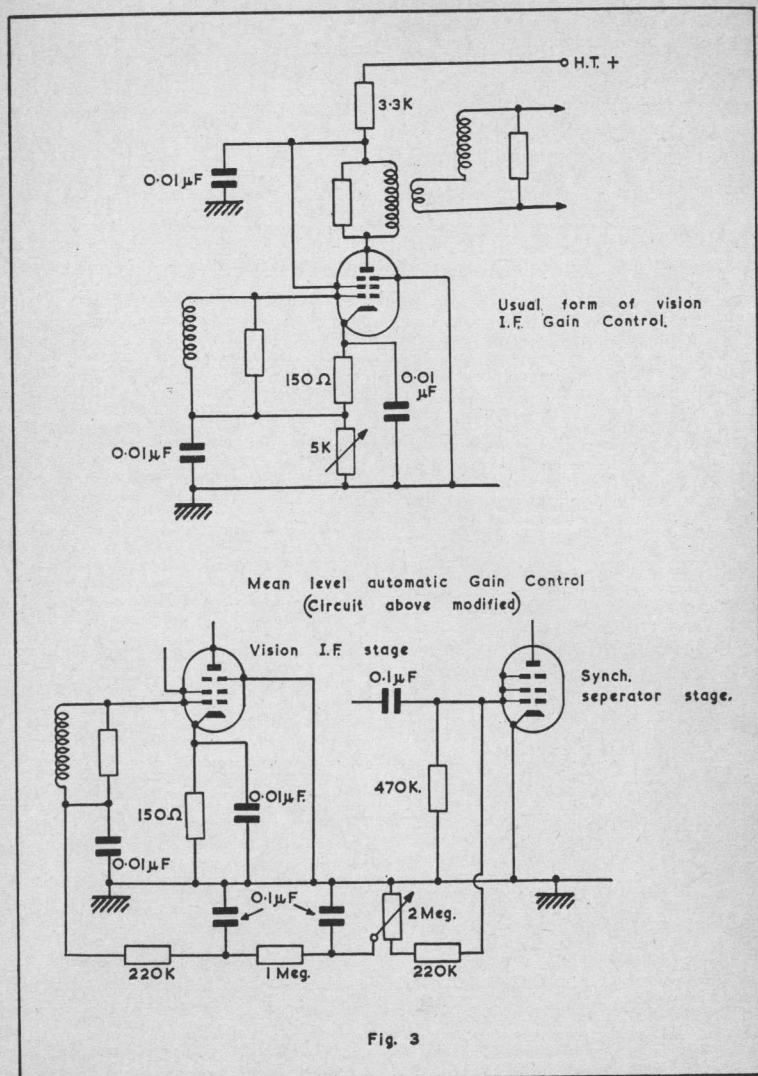 H.T. +
3·3K
0·01µF
Usual form of vision
I.F. Gain Control.
150Ω
0·01
µF
0·01µF
5K
Mean level automatic Gain Control
(Circuit above modified)
Vision I.F. stage
0·1µF
Synch.
seperator stage.
470K.
150Ω
0·01µF.
0·01µF
0·1µF
2 Meg.
220K
1 Meg.
220K
Fig. 3